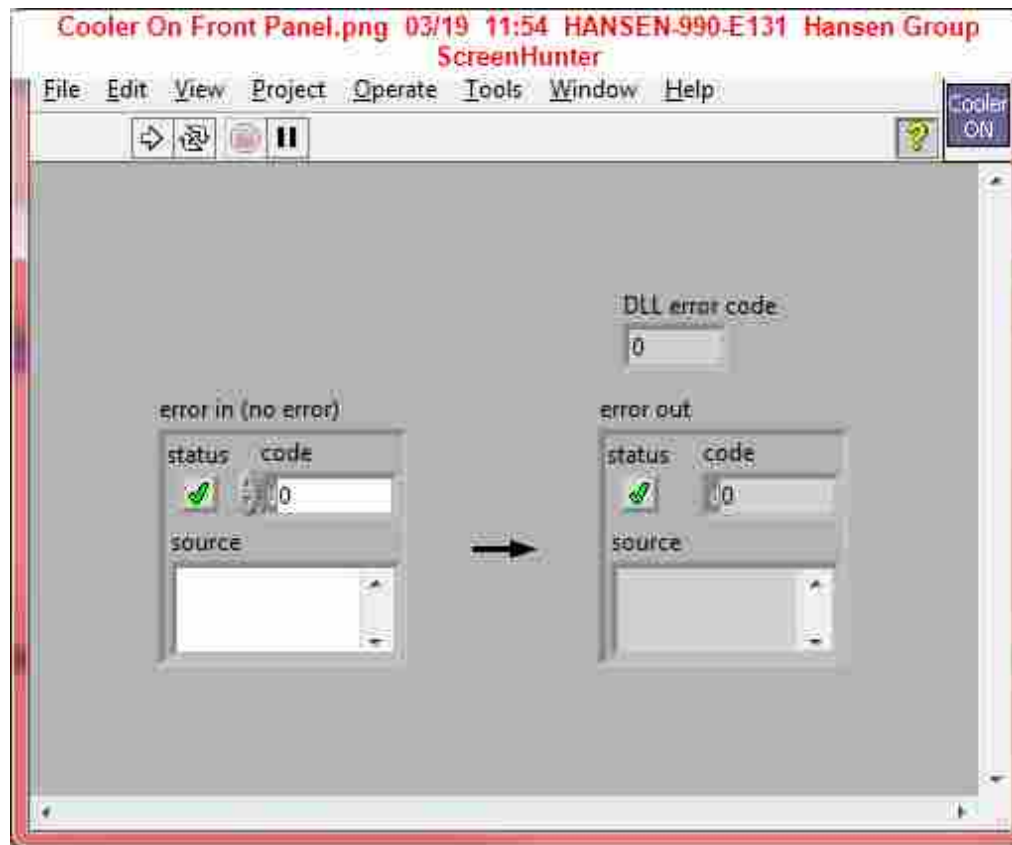 Cooler On Front Panel.png 03/19 11:54 HANSEN-990-E131 Hansen Group
ScreenHunter
File Edit View Project Operate Tools Window Help
Cooler
ON
DLL error code
0
error in (no error)
status code
0
source
error out
status code
0
source